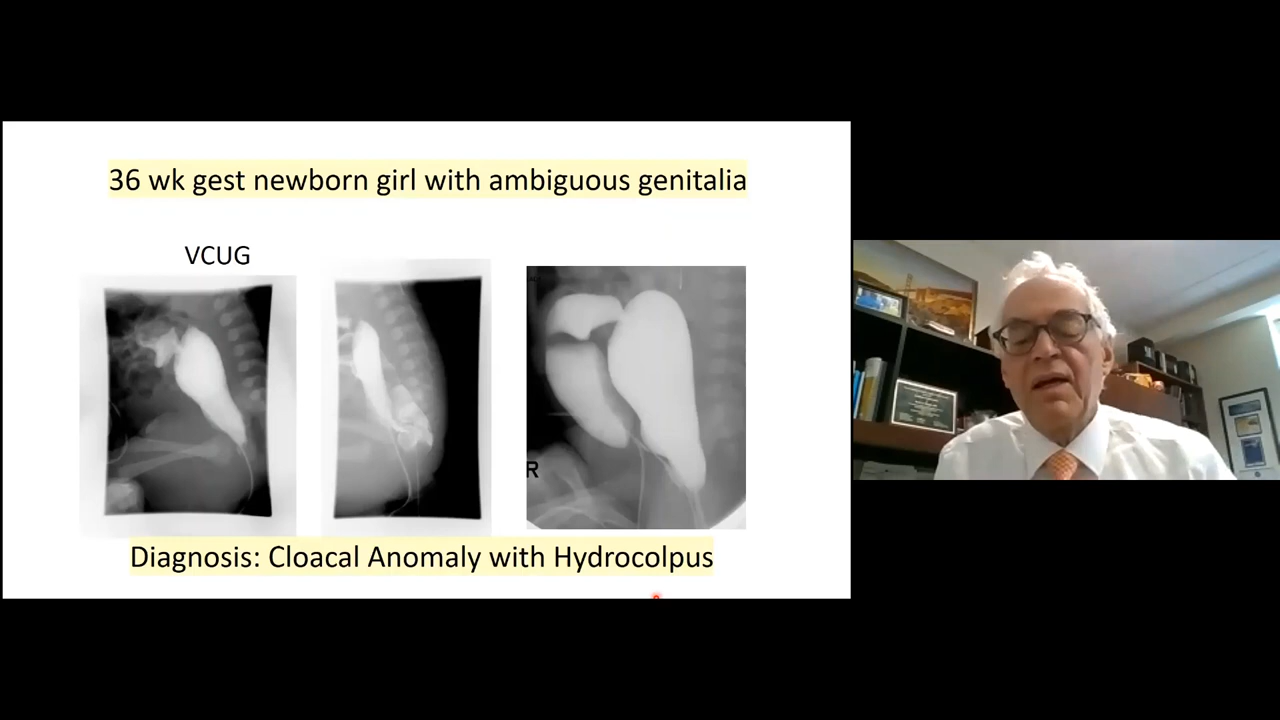 36 wk gest newborn girl with ambiguous genitalia
VCUG
R
Diagnosis: Cloacal Anomaly with Hydrocolpus